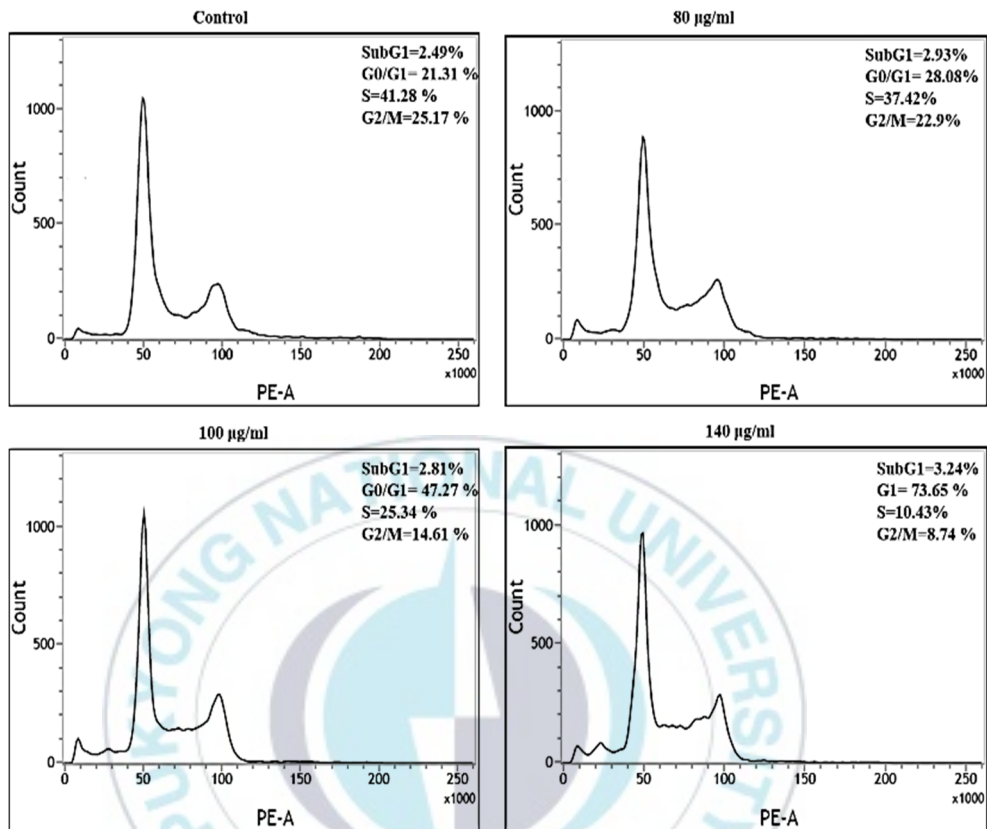 Control
SubG1=2.49%
G0/G1= 21.31 %
S=41.28 %
G2/M=25.17 %
1000
500
0
Count
0 50 100 150 200 250
x1000
PE-A
80 µg/ml
SubG1=2.93%
G0/G1= 28.08%
S=37.42%
G2/M=22.9%
1000
500
0
Count
0 50 100 150 200 250
x1000
PE-A
100 µg/ml
SubG1=2.81%
G0/G1= 47.27 %
S=25.34 %
G2/M=14.61 %
1000
500
0
Count
0 50 100 150 200 250
x1000
PE-A
140 µg/ml
SubG1=3.24%
G1= 73.65 %
S=10.43%
G2/M=8.74 %
1000
500
0
Count
0 50 100 150 200 250
x1000
PE-A
PUKYONG NATIONAL UNIVERSITY